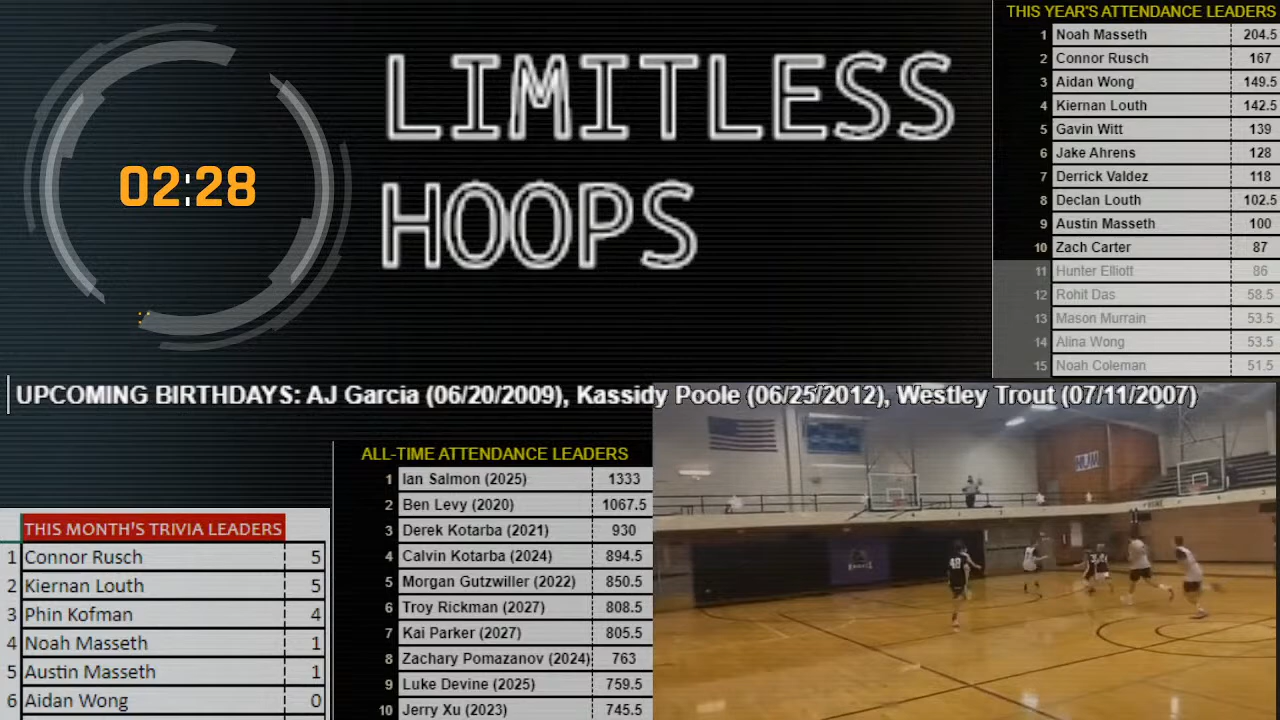 LIMITLESS
HOOPS
02:28
THIS YEAR'S ATTENDANCE LEADERS
1 Noah Masseth 204.5
2 Connor Rusch 167
3 Aidan Wong 149.5
4 Kiernan Louth 142.5
5 Gavin Witt 139
6 Jake Ahrens 128
7 Derrick Valdez 118
8 Declan Louth 102.5
9 Austin Masseth 100
10 Zach Carter 87
11 Hunter Elliott 86
12 Rohit Das 58.5
13 Mason Murrain 53.5
14 Alina Wong 53.5
15 Noah Coleman 51.5
UPCOMING BIRTHDAYS: AJ Garcia (06/20/2009), Kassidy Poole (06/25/2012), Westley Trout (07/11/2007)
THIS MONTH'S TRIVIA LEADERS
1 Connor Rusch 5
2 Kiernan Louth 5
3 Phin Kofman 4
4 Noah Masseth 1
5 Austin Masseth 1
6 Aidan Wong 0
ALL-TIME ATTENDANCE LEADERS
1 Ian Salmon (2025) 1333
2 Ben Levy (2020) 1067.5
3 Derek Kotarba (2021) 930
4 Calvin Kotarba (2024) 894.5
5 Morgan Gutzwiller (2022) 850.5
6 Troy Rickman (2027) 808.5
7 Kai Parker (2027) 805.5
8 Zachary Pomazanov (2024) 763
9 Luke Devine (2025) 759.5
10 Jerry Xu (2023) 745.5